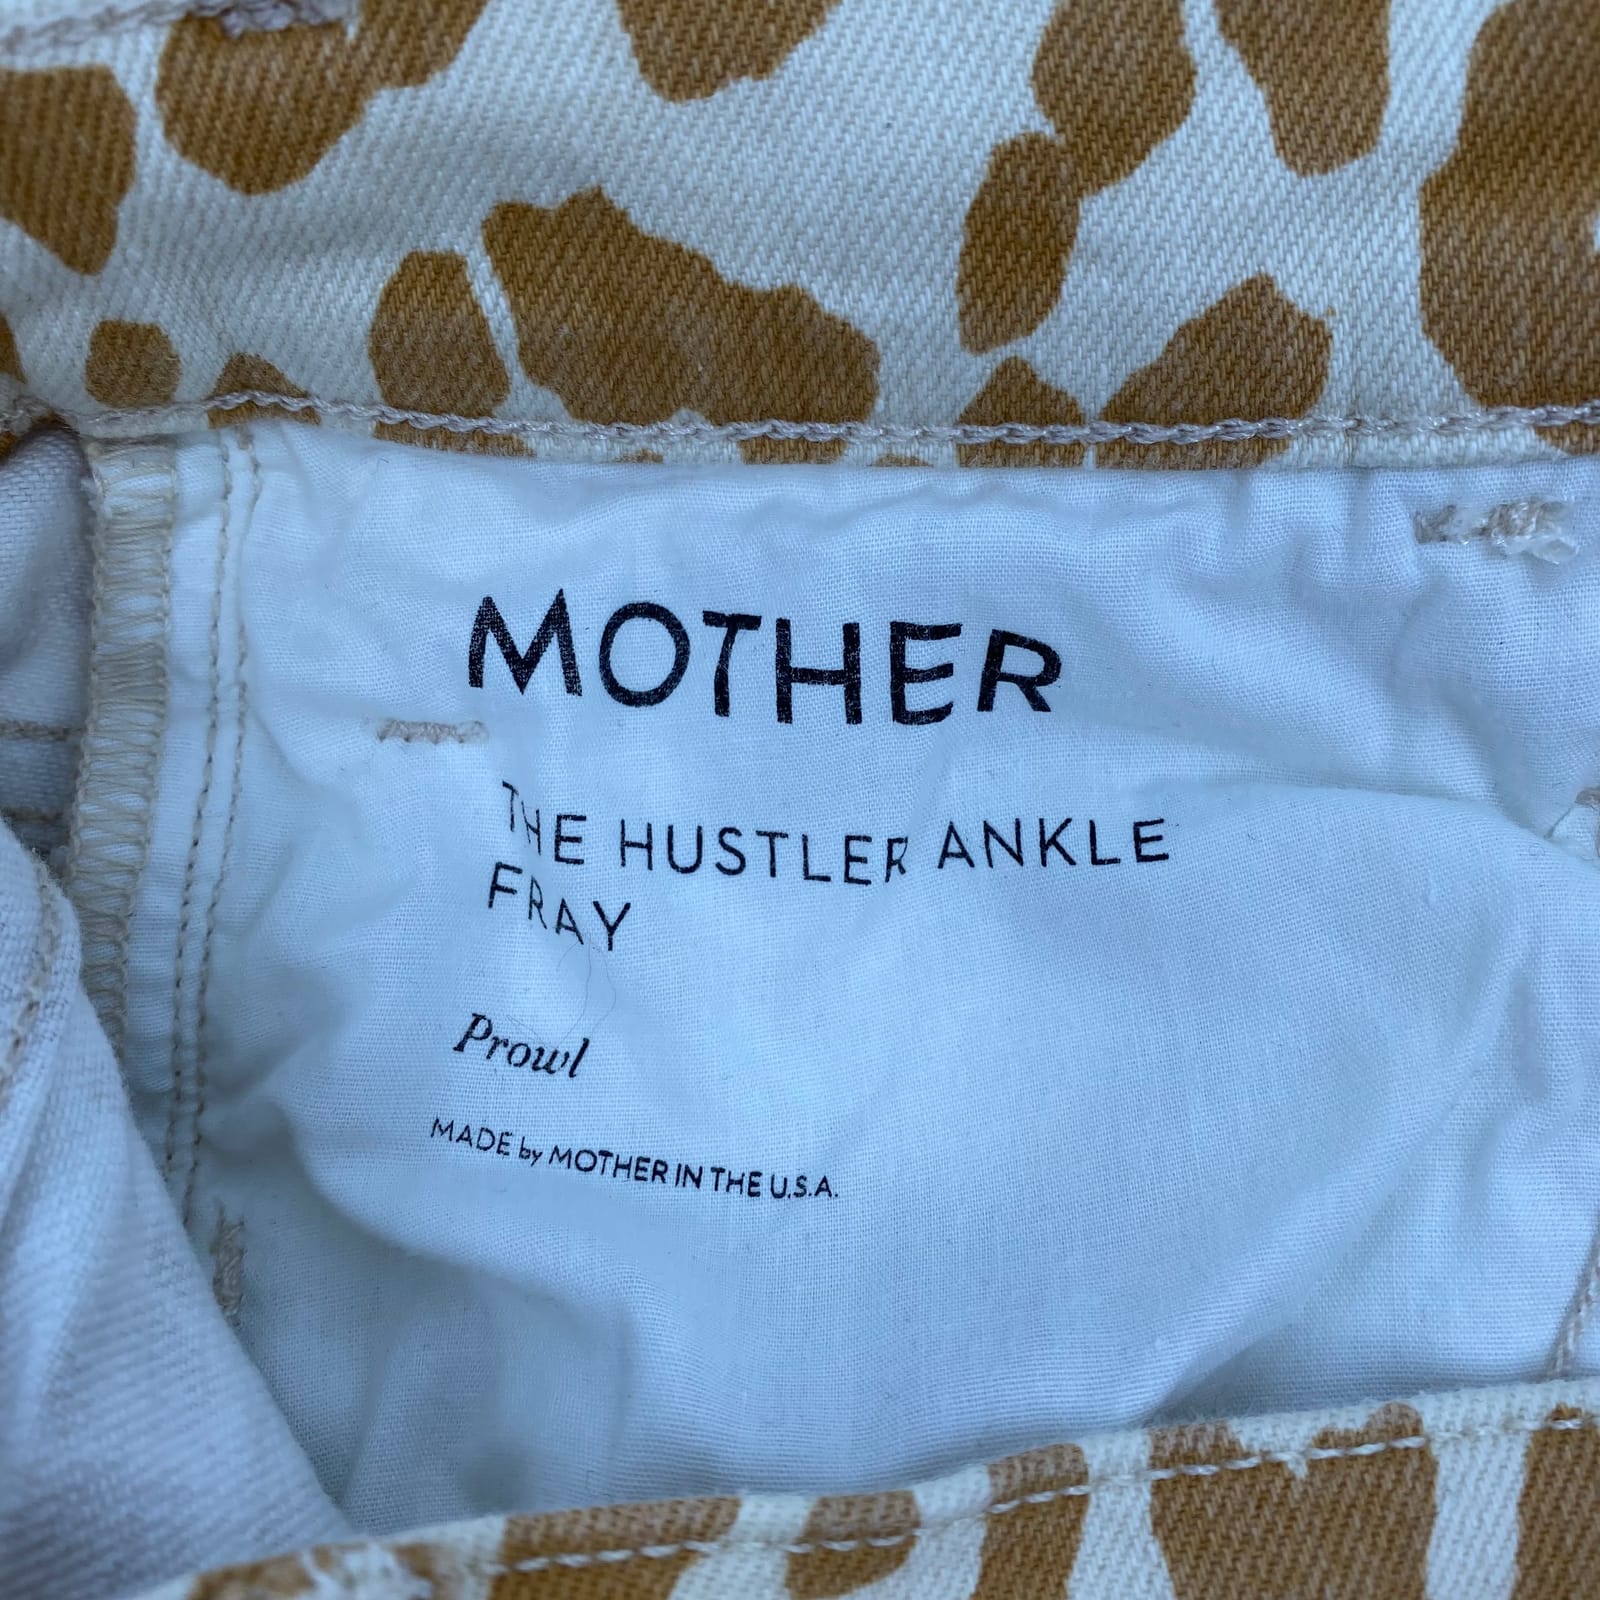 MOTHER
THE HUSTLER ANKLE
FRAY
Prowl
MADE by MOTHER IN THE U.S.A.